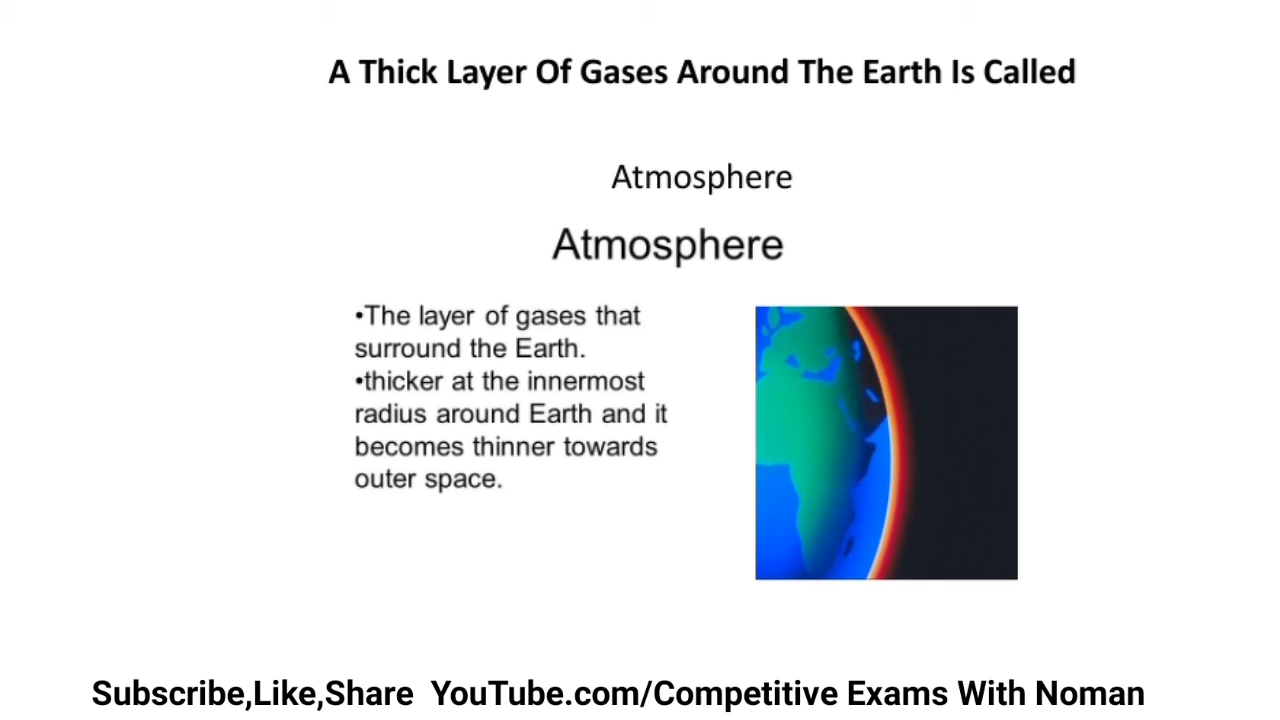 A Thick Layer Of Gases Around The Earth Is Called
Atmosphere
Atmosphere
•The layer of gases that
surround the Earth.
•thicker at the innermost
radius around Earth and it
becomes thinner towards
outer space.
Subscribe,Like,Share YouTube.com/Competitive Exams With Noman